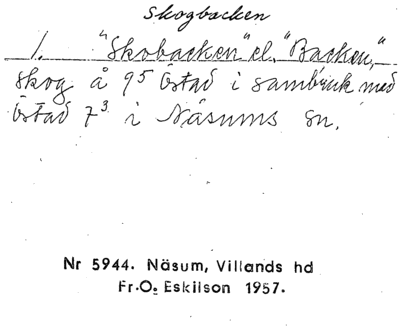 Skogbacken
1. "Skobacken" el. "Backen,"
skog å 9⁵ Östad i sambruk med
Östad 7³ i Näsums sn.
Nr 5944. Näsum, Villands hd
Fr.O. Eskilson 1957.